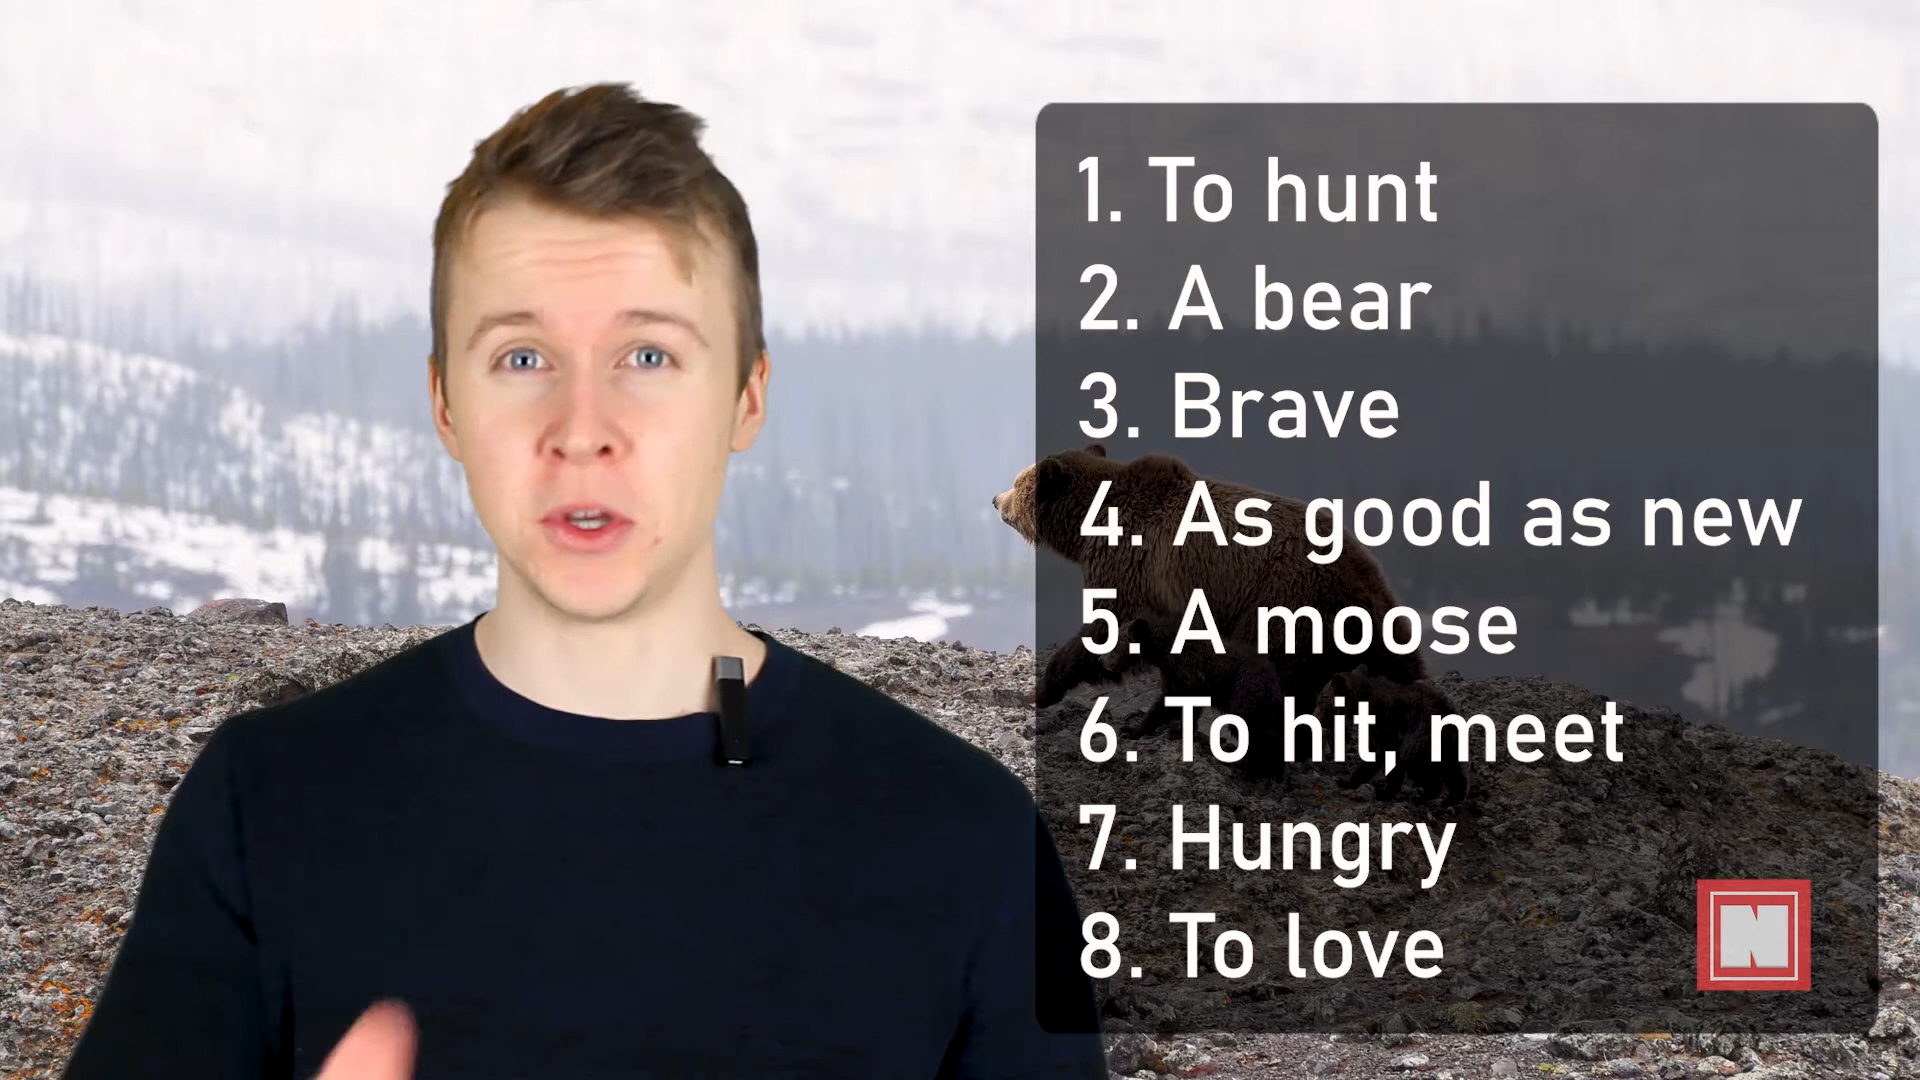 1. To hunt
2. A bear
3. Brave
4. As good as new
5. A moose
6. To hit, meet
7. Hungry
8. To love
N